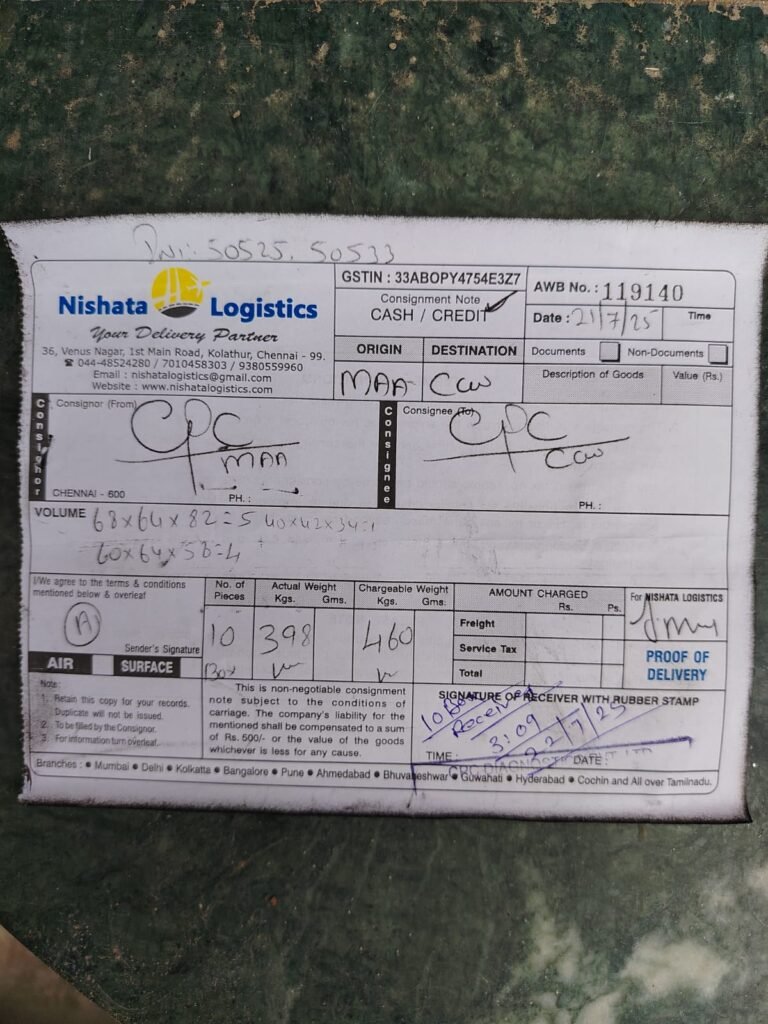 50525. 50533
Nishata Logistics
Your Delivery Partner
36, Venus Nagar, 1st Main Road, Kolathur, Chennai - 99.
☎ 044-48524280 / 7010458303 / 9380559960
Email : nishatalogistics@gmail.com
Website : www.nishatalogistics.com
GSTIN : 33ABOPY4754E3Z7
Consignment Note
CASH / CREDIT ✓
AWB No. : 119140
Date : 21/7/25 Time
ORIGIN DESTINATION
MAA
Documents Non-Documents
Description of Goods Value (Rs.)
Consignor
Consignor (From)
CPC
MAA
CHENNAI - 600 PH. :
Consignee
Consignee (To)
CPC
PH. :
VOLUME 68x64x82=5 40x42x34=1
60x64x58=4
I/We agree to the terms & conditions
mentioned below & overleaf
A
Sender's Signature
AIR SURFACE
No. of Pieces
10
Box
Actual Weight
Kgs. Gms.
398
Chargeable Weight
Kgs. Gms.
460
AMOUNT CHARGED
Rs. Ps.
Freight
Service Tax
Total
For NISHATA LOGISTICS
PROOF OF
DELIVERY
Note:
1. Retain this copy for your records.
Duplicate will not be issued.
2. To be filled by the Consignor.
3. For information turn overleaf.
This is non-negotiable consignment
note subject to the conditions of
carriage. The company's liability for the
mentioned shall be compensated to a sum
of Rs. 500/- or the value of the goods
whichever is less for any cause.
SIGNATURE OF RECEIVER WITH RUBBER STAMP
10 Box
Received
3:09
22/7/25
TIME : DATE :
Branches : ● Mumbai ● Delhi ● Kolkatta ● Bangalore ● Pune ● Ahmedabad ● Bhuvaneshwar ● Guwahati ● Hyderabad ● Cochin and All over Tamilnadu.